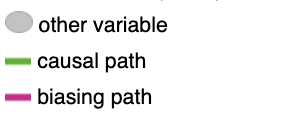 other variable
causal path
biasing path